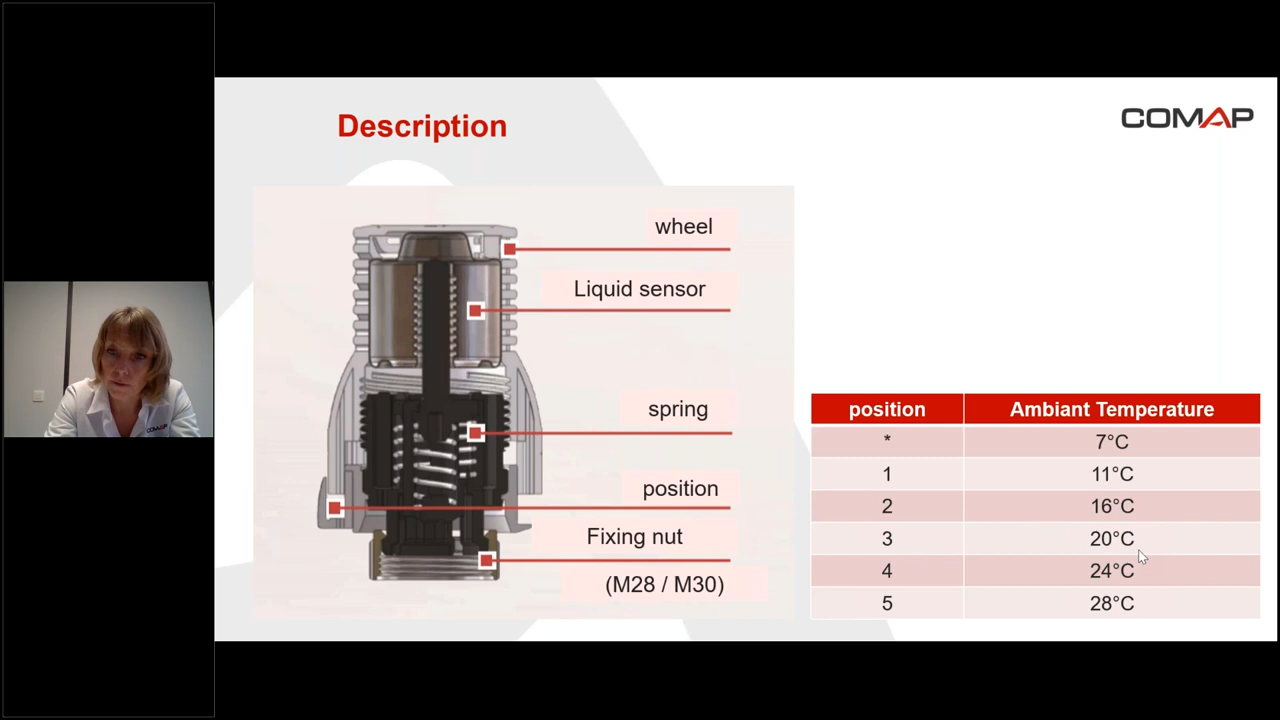 Description
COMAP
wheel
Liquid sensor
spring
position
Fixing nut
(M28 / M30)
position Ambiant Temperature
* 7°C
1 11°C
2 16°C
3 20°C
4 24°C
5 28°C
COMAP